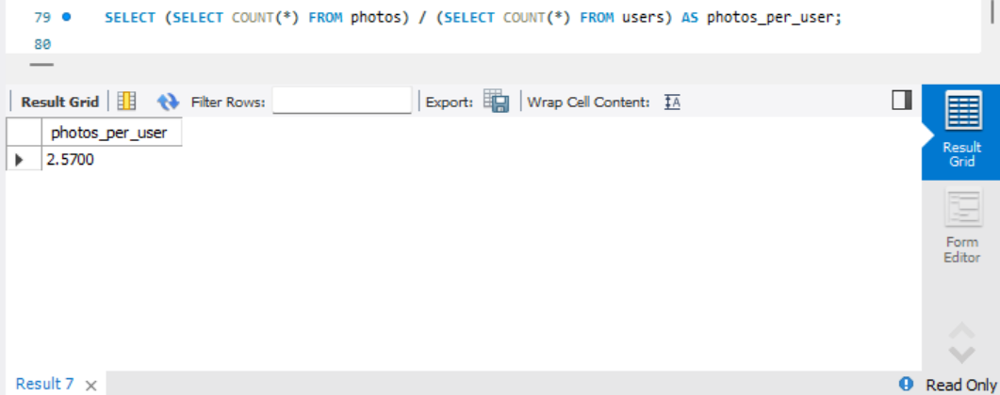 79 SELECT (SELECT COUNT(*) FROM photos) / (SELECT COUNT(*) FROM users) AS photos_per_user;
80
Result Grid Filter Rows: Export: Wrap Cell Content: IA
photos_per_user
2.5700
Result
Grid
Form
Editor
Result 7 × Read Only